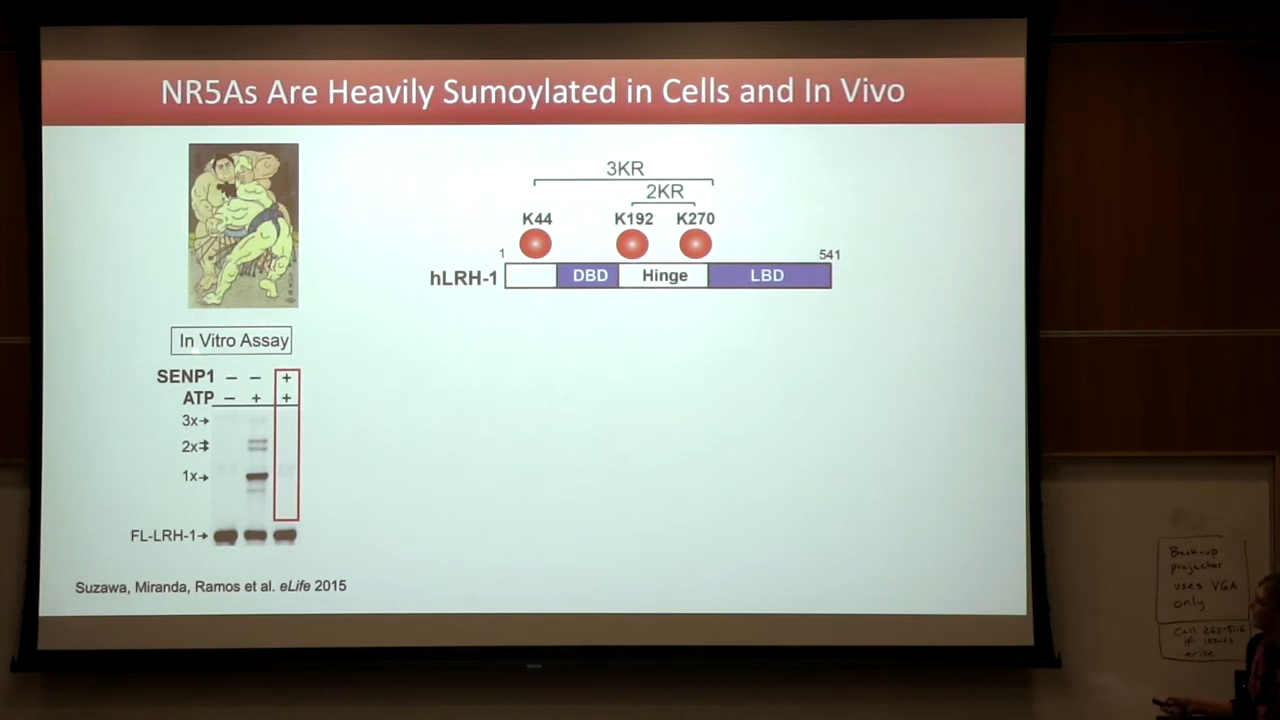 NR5As Are Heavily Sumoylated in Cells and In Vivo
3KR
2KR
K44 K192 K270
1 541
hLRH-1 DBD Hinge LBD
In Vitro Assay
SENP1 – – +
ATP – + +
3x→
2x
1x→
FL-LRH-1→
Suzawa, Miranda, Ramos et al. eLife 2015
Back-up
projector
uses VGA
only
Call
if issues
arise